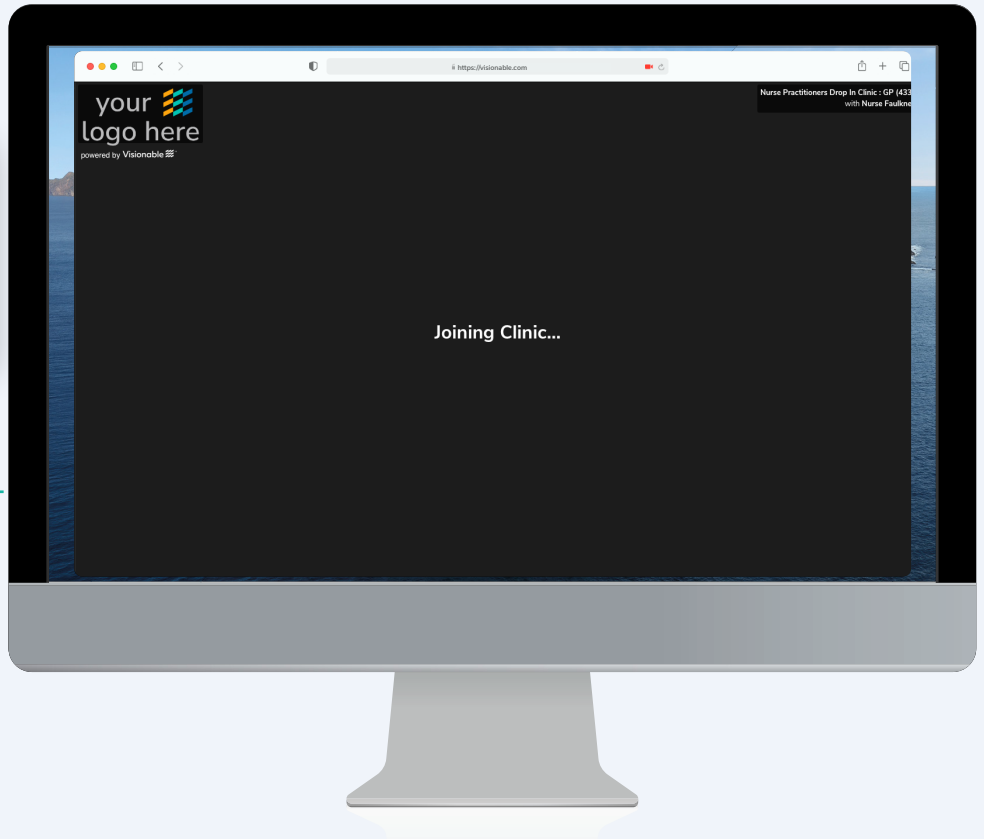 https://visionable.com
your
logo here
powered by Visionable
Nurse Practitioners Drop In Clinic : GP (433
with Nurse Faulkne
Joining Clinic...